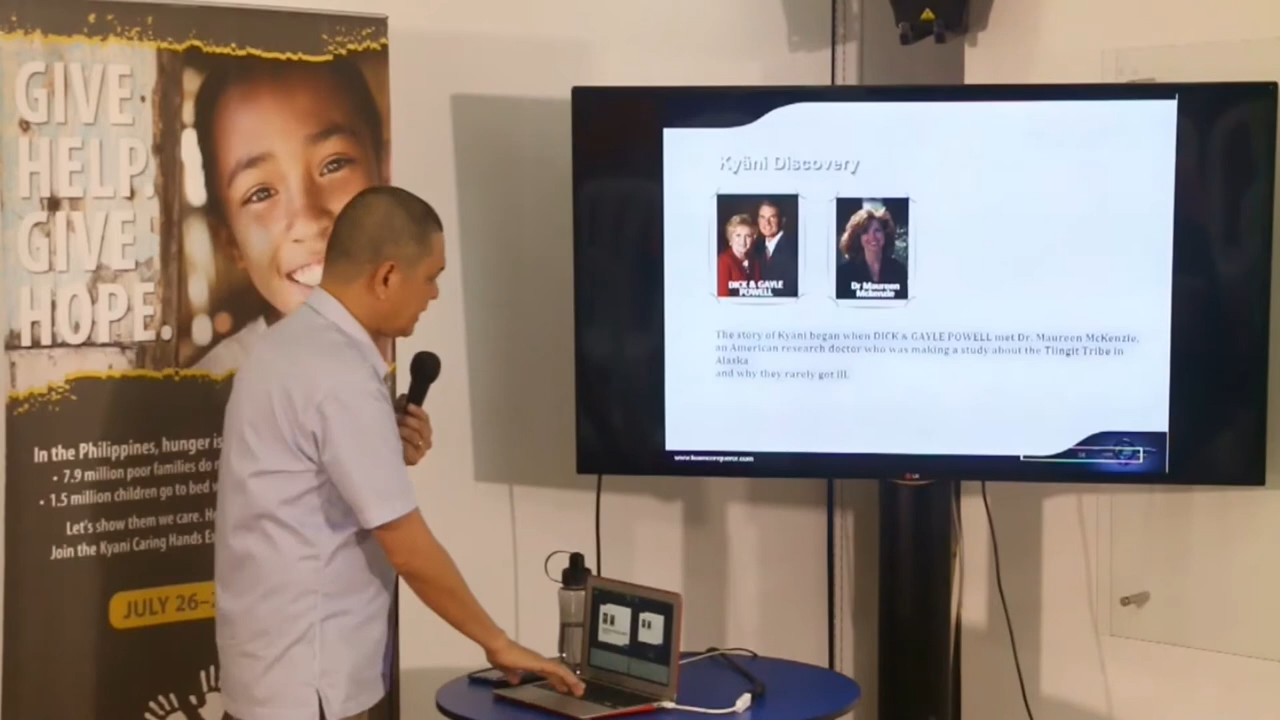 GIVE
HELP.
GIVE
HOPE.
In the Philippines, hunger is
• 7.9 million poor families do
• 1.5 million children go to bed
Let's show them we care.
Join the Kyani Caring Hands
JULY 26–
Kyäni Discovery
DICK & GAYLE
POWELL
Dr Maureen
Mckenzie
The story of Kyani began when DICK & GAYLE POWELL met Dr. Maureen McKenzie,
an American research doctor who was making a study about the Tlingit Tribe in
Alaska
and why they rarely got ill.
LG